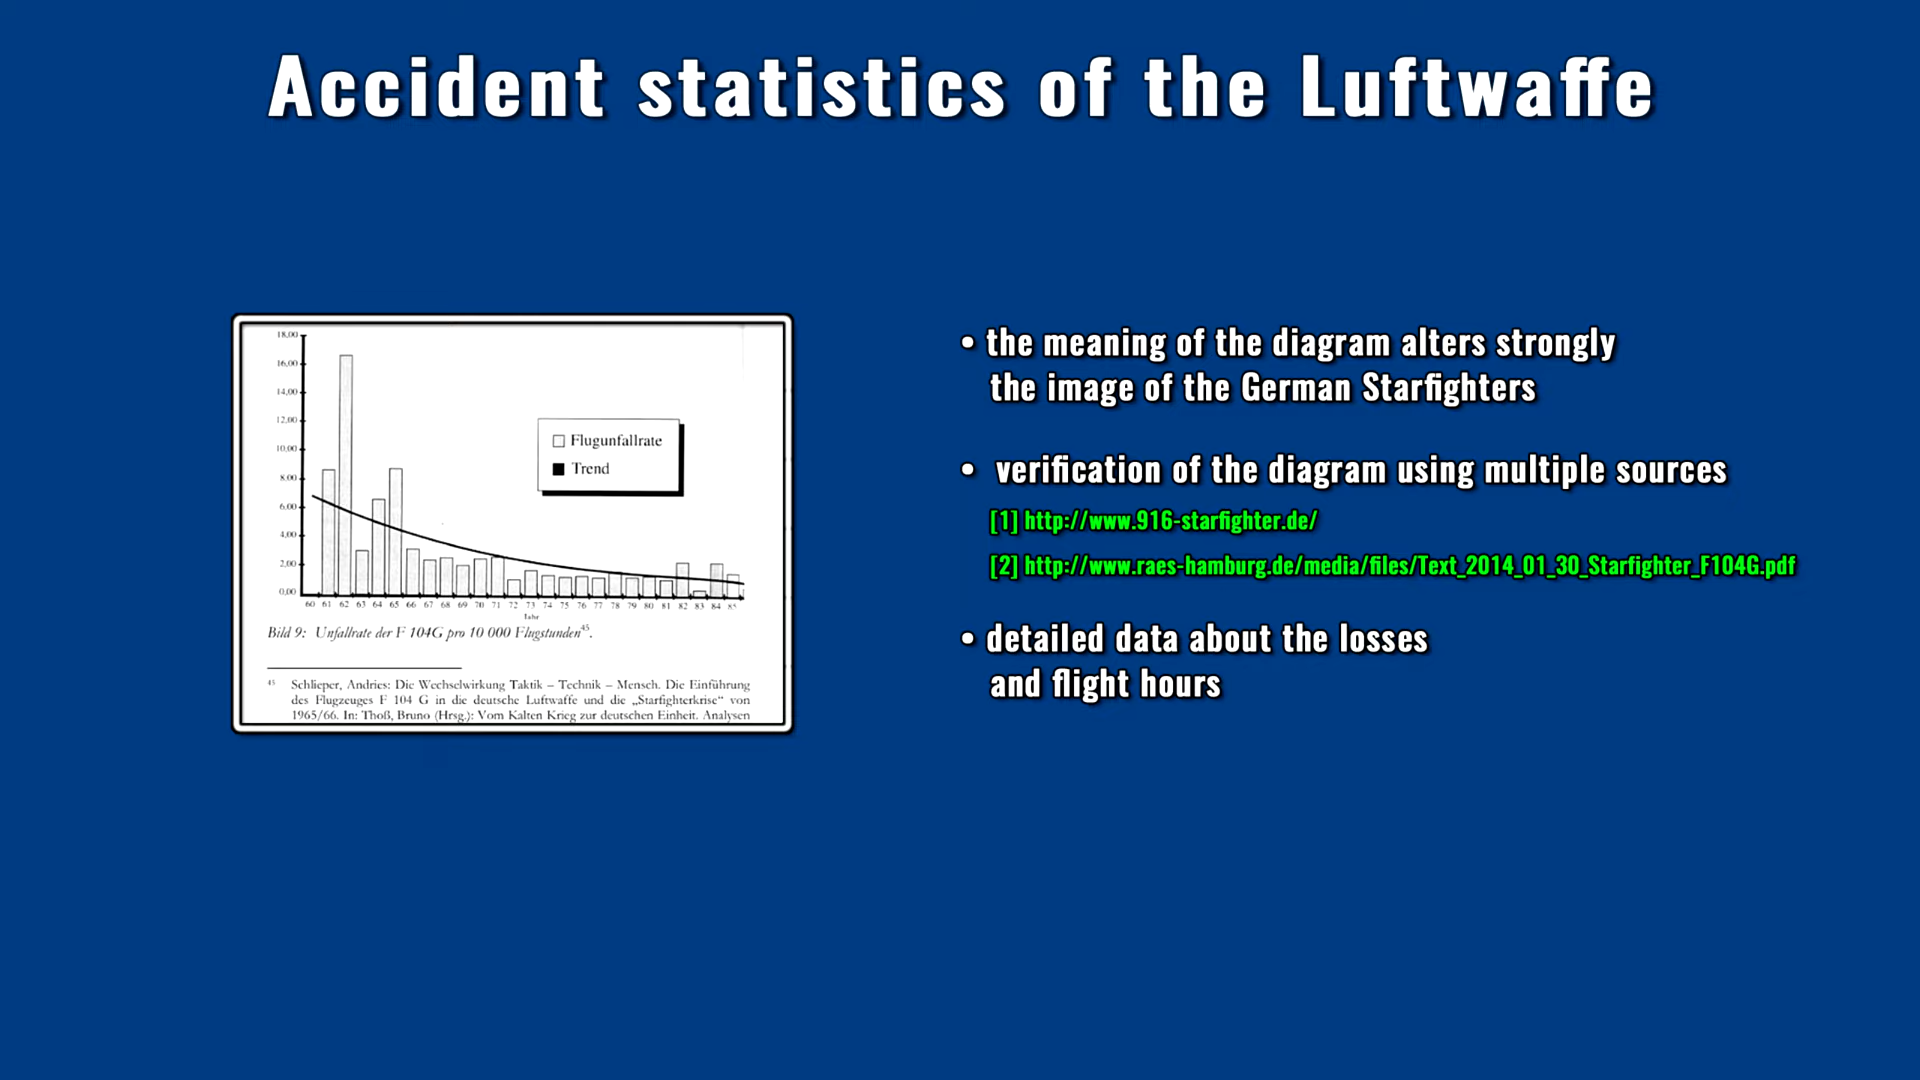 Accident statistics of the Luftwaffe
18,00
16,00
14,00
12,00
10,00
8,00
6,00
4,00
2,00
0,00
60 61 62 63 64 65 66 67 68 69 70 71 72 73 74 75 76 77 78 79 80 81 82 83 84 85
Jahr
Flugunfallrate
Trend
Bild 9: Unfallrate der F 104G pro 10 000 Flugstunden45.
45 Schlieper, Andries: Die Wechselwirkung Taktik – Technik – Mensch. Die Einführung
des Flugzeuges F 104 G in die deutsche Luftwaffe und die „Starfighterkrise“ von
1965/66. In: Thoß, Bruno (Hrsg.): Vom Kalten Krieg zur deutschen Einheit. Analysen
• the meaning of the diagram alters strongly
the image of the German Starfighters
• verification of the diagram using multiple sources
[1] http://www.916-starfighter.de/
[2] http://www.raes-hamburg.de/media/files/Text_2014_01_30_Starfighter_F104G.pdf
• detailed data about the losses
and flight hours